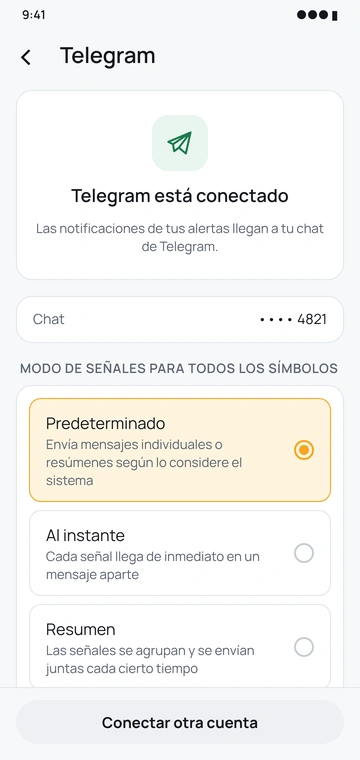 9:41
Telegram
Telegram está conectado
Las notificaciones de tus alertas llegan a tu chat
de Telegram.
Chat
•••• 4821
MODO DE SEÑALES PARA TODOS LOS SÍMBOLOS
Predeterminado
Envía mensajes individuales o
resúmenes según lo considere el
sistema
Al instante
Cada señal llega de inmediato en un
mensaje aparte
Resumen
Las señales se agrupan y se envían
juntas cada cierto tiempo
Conectar otra cuenta